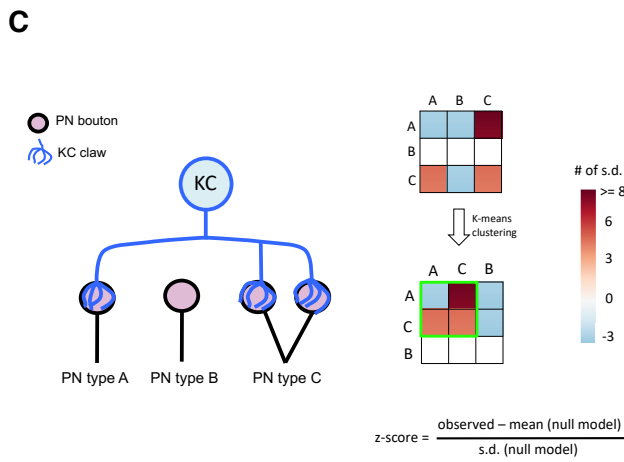 C
PN bouton
KC claw
KC
PN type A
PN type B
PN type C
A B C
A
B
C
K-means
clustering
A C B
A
C
B
# of s.d.
>= 8
6
3
0
-3
z-score = observed – mean (null model)
s.d. (null model)